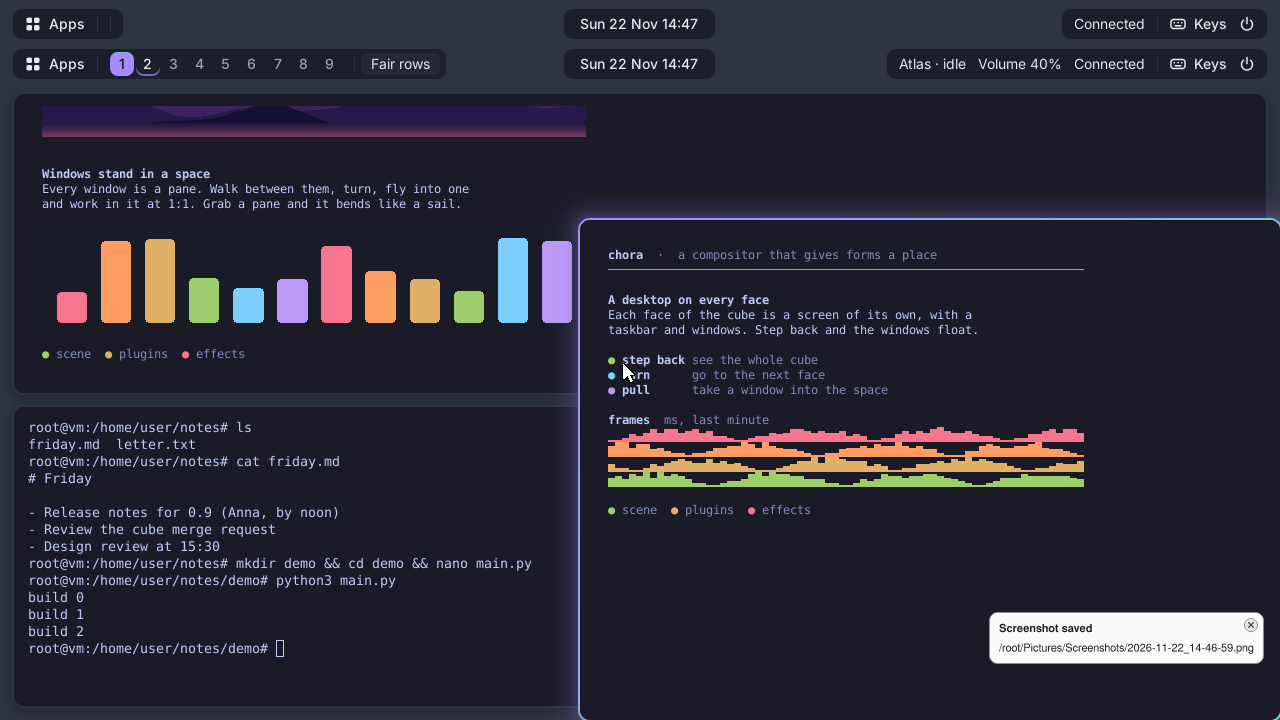 Apps
Sun 22 Nov 14:47
Connected
Keys
Apps
1 2 3 4 5 6 7 8 9
Fair rows
Sun 22 Nov 14:47
Atlas · idle
Volume 40%
Connected
Keys
Windows stand in a space
Every window is a pane. Walk between them, turn, fly into one
and work in it at 1:1. Grab a pane and it bends like a sail.
scene plugins effects
chora · a compositor that gives forms a place
A desktop on every face
Each face of the cube is a screen of its own, with a
taskbar and windows. Step back and the windows float.
step back see the whole cube
go to the next face
pull take a window into the space
frames ms, last minute
scene plugins effects
root@vm:/home/user/notes# ls
friday.md letter.txt
root@vm:/home/user/notes# cat friday.md
# Friday
- Release notes for 0.9 (Anna, by noon)
- Review the cube merge request
- Design review at 15:30
root@vm:/home/user/notes# mkdir demo && cd demo && nano main.py
root@vm:/home/user/notes/demo# python3 main.py
build 0
build 1
build 2
root@vm:/home/user/notes/demo#
Screenshot saved
/root/Pictures/Screenshots/2026-11-22_14-46-59.png